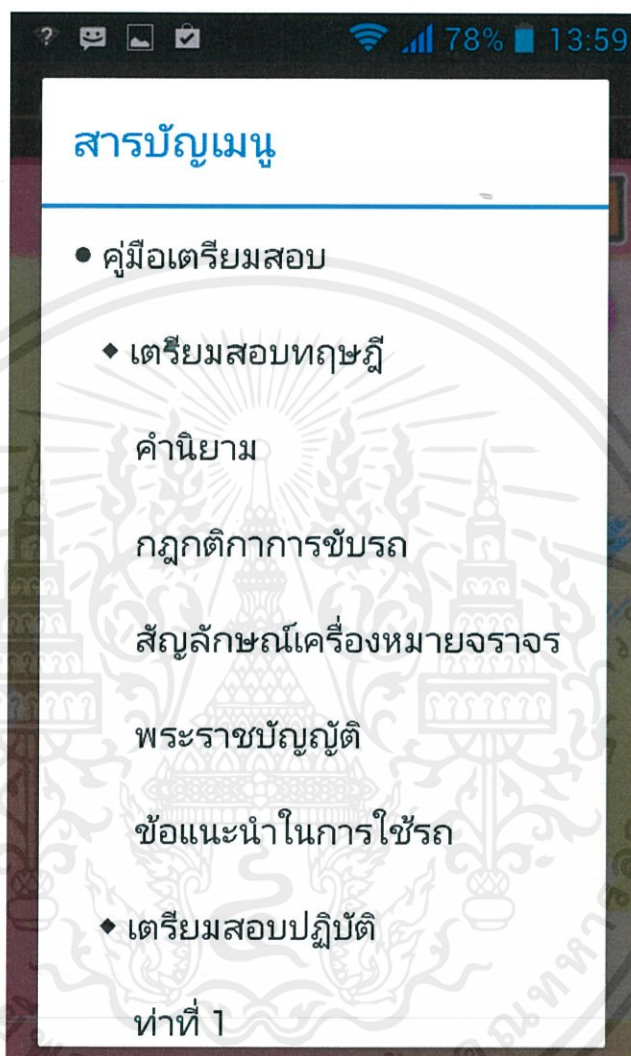 78% 13:59
สารบัญเมนู
● คู่มือเตรียมสอบ
◆ เตรียมสอบทฤษฎี
คำนิยาม
กฎกติกาการขับรถ
สัญลักษณ์เครื่องหมายจราจร
พระราชบัญญัติ
ข้อแนะนำในการใช้รถ
◆ เตรียมสอบปฏิบัติ
ท่าที่ 1